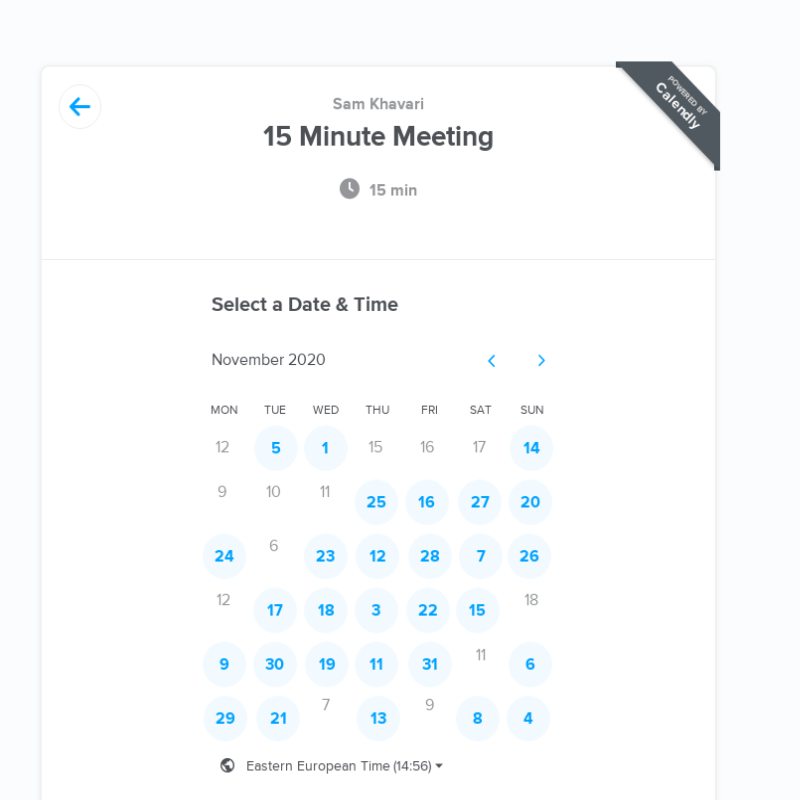 POWERED BY
Calendly
Sam Khavari
15 Minute Meeting
15 min
Select a Date & Time
November 2020
MON TUE WED THU FRI SAT SUN
12 5 1 15 16 17 14
9 10 11 25 16 27 20
24 6 23 12 28 7 26
12 17 18 3 22 15 18
9 30 19 11 31 11 6
29 21 7 13 9 8 4
Eastern European Time (14:56)